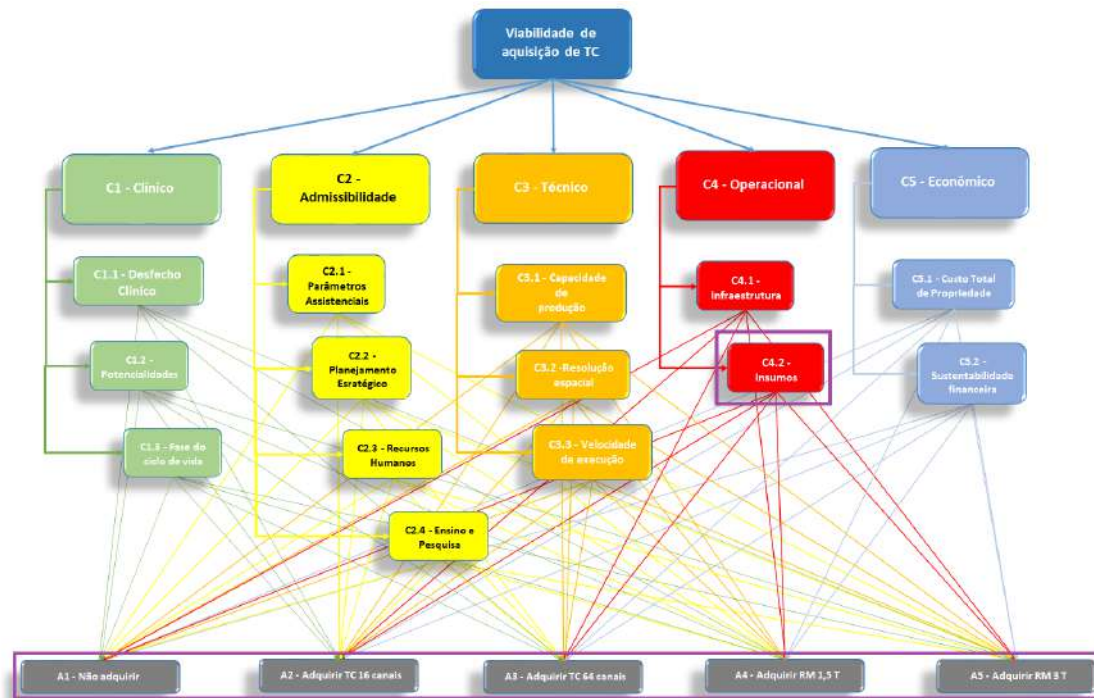 Viabilidade de
aquisição de TC
C1 - Clínico
C2 -
Admissibilidade
C3 - Técnico
C4 - Operacional
C5 - Econômico
C1.1 - Desfecho
Clínico
C1.2 -
Potencialidades
C1.3 - Fase do
ciclo de vida
C2.1 -
Parâmetros
Assistenciais
C2.2 -
Planejamento
Esratégico
C2.3 - Recursos
Humanos
C2.4 - Ensino e
Pesquisa
C3.1 - Capacidade
de
produção
C3.2 -Resolução
espacial
C3.3 - Velocidade
de execução
C4.1 -
Infraestrutura
C4.2 -
Insumos
C5.1 - Custo Total
de Propriedade
C5.2 -
Sustentabilidade
financeira
A1 - Não adquirir
A2 - Adquirir TC 16 canais
A3 - Adquirir TC 64 canais
A4 - Adquirir RM 1,5 T
A5 - Adquirir RM 3 T